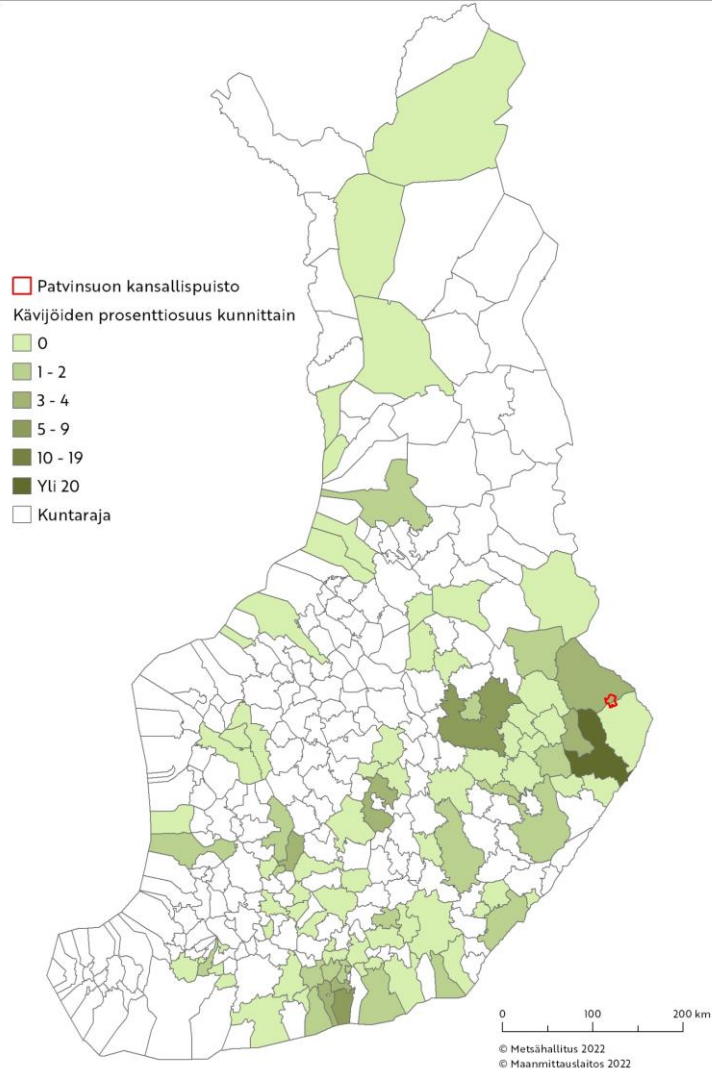 Patvinsuon kansallispuisto
Kävijöiden prosenttiosuus kunnittain
0
1 - 2
3 - 4
5 - 9
10 - 19
Yli 20
Kuntaraja
0 100 200 km
© Metsähallitus 2022
© Maanmittauslaitos 2022